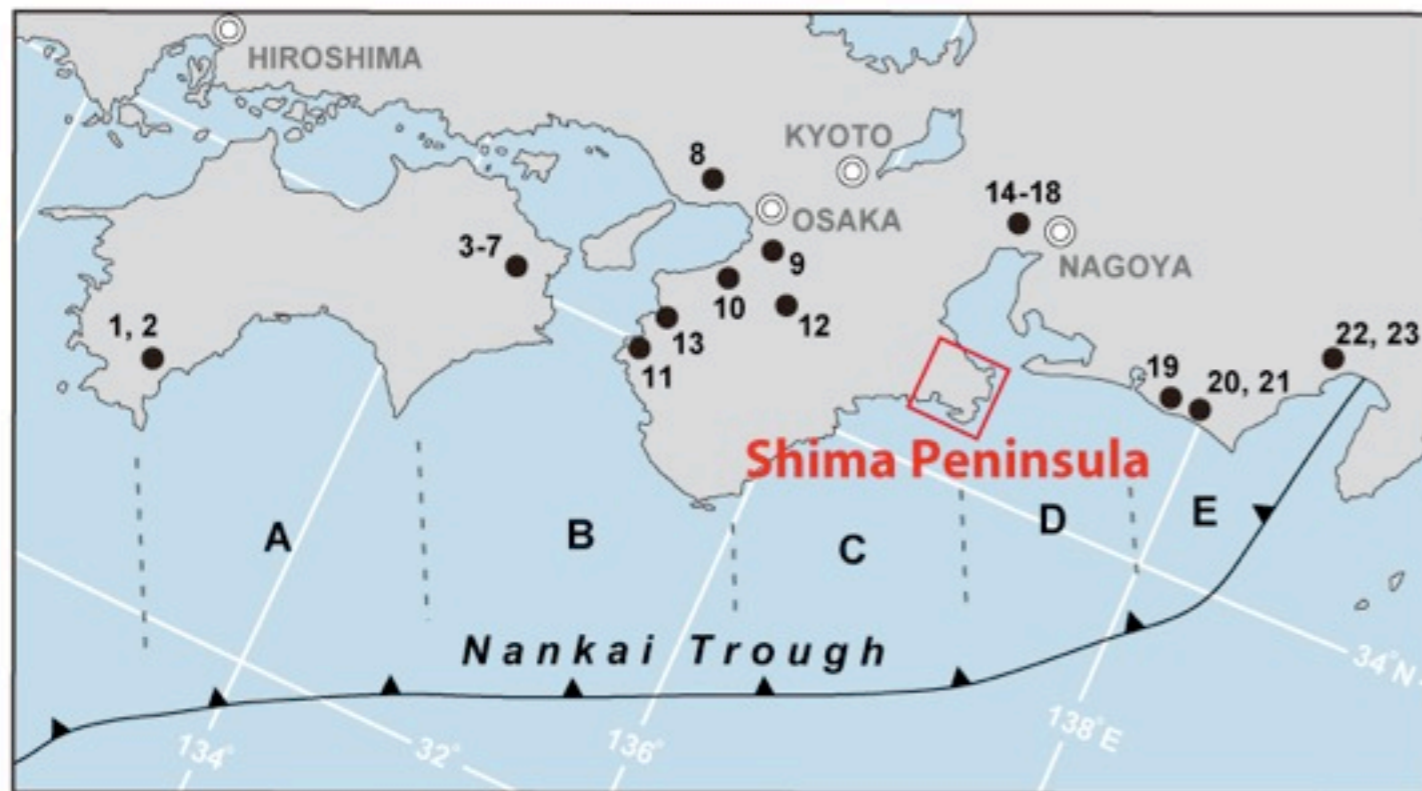 HIROSHIMA
KYOTO
8
OSAKA
14-18
NAGOYA
3-7
9
10
12
1, 2
13
11
19
20, 21
22, 23
Shima Peninsula
A
B
C
D
E
Nankai Trough
34°N
134°
32°
136°
138°E